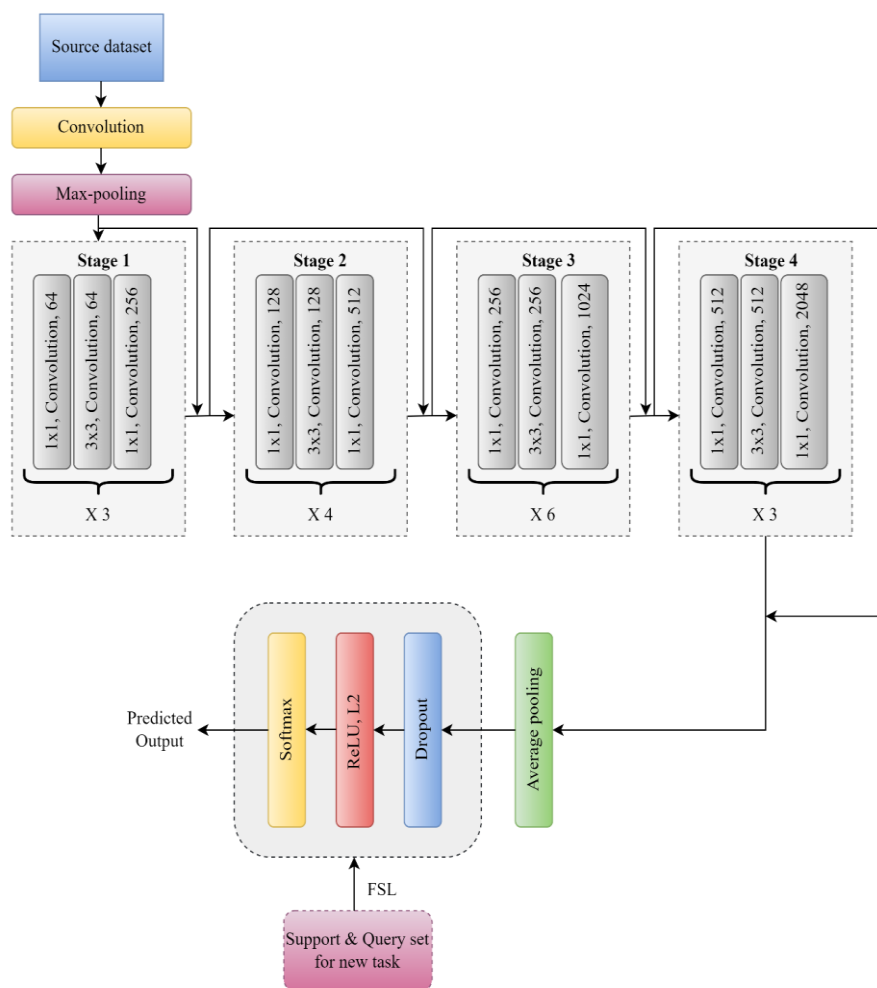 Source dataset
Convolution
Max-pooling
Stage 1
1x1, Convolution, 64
3x3, Convolution, 64
1x1, Convolution, 256
X 3
Stage 2
1x1, Convolution, 128
3x3, Convolution, 128
1x1, Convolution, 512
X 4
Stage 3
1x1, Convolution, 256
3x3, Convolution, 256
1x1, Convolution, 1024
X 6
Stage 4
1x1, Convolution, 512
3x3, Convolution, 512
1x1, Convolution, 2048
X 3
Predicted
Output
Softmax
ReLU, L2
Dropout
Average pooling
FSL
Support & Query set
for new task